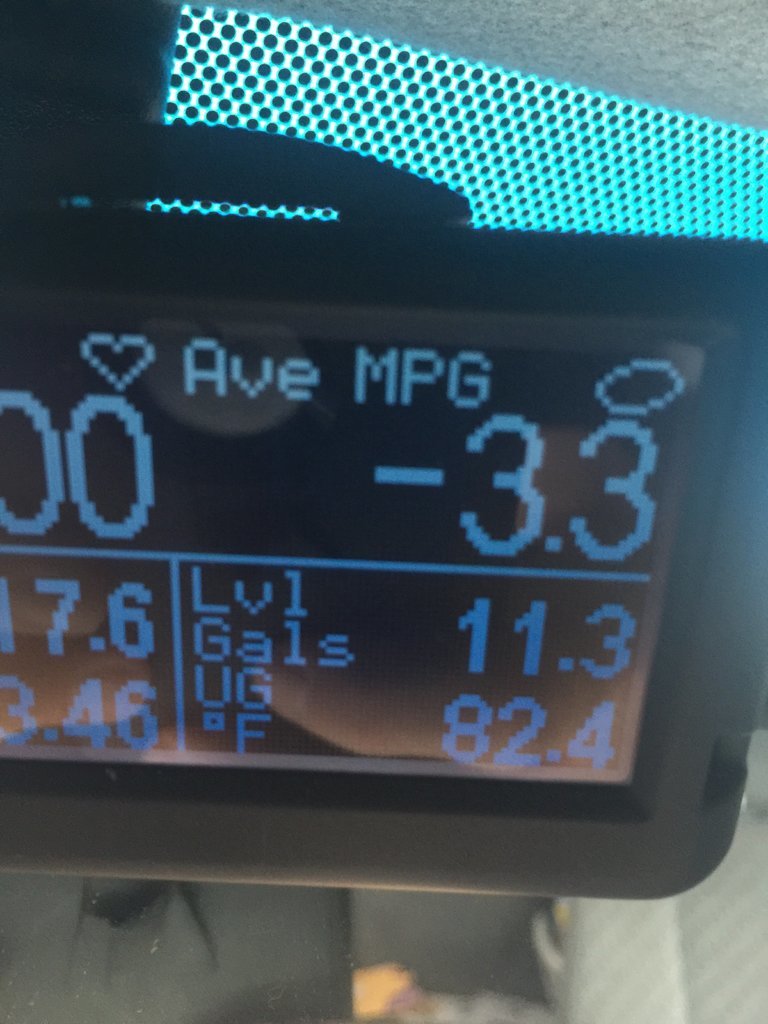 Ave MPG
00 -3.3
17.6 Lvl Gals 11.3
3.46 UG °F 82.4